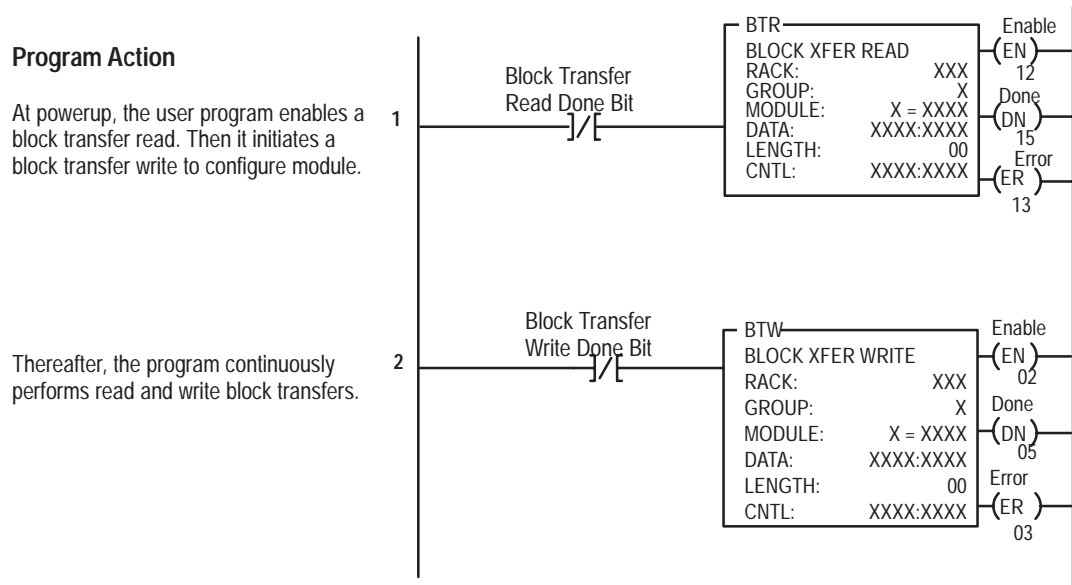 Program Action
At powerup, the user program enables a
block transfer read. Then it initiates a
block transfer write to configure module.
1
Block Transfer
Read Done Bit
BTR
BLOCK XFER READ
RACK: XXX
GROUP: X
MODULE: X = XXXX
DATA: XXXX:XXXX
LENGTH: 00
CNTL: XXXX:XXXX
Enable
EN
12
Done
DN
15
Error
ER
13
Thereafter, the program continuously
performs read and write block transfers.
2
Block Transfer
Write Done Bit
BTW
BLOCK XFER WRITE
RACK: XXX
GROUP: X
MODULE: X = XXXX
DATA: XXXX:XXXX
LENGTH: 00
CNTL: XXXX:XXXX
Enable
EN
02
Done
DN
05
Error
ER
03